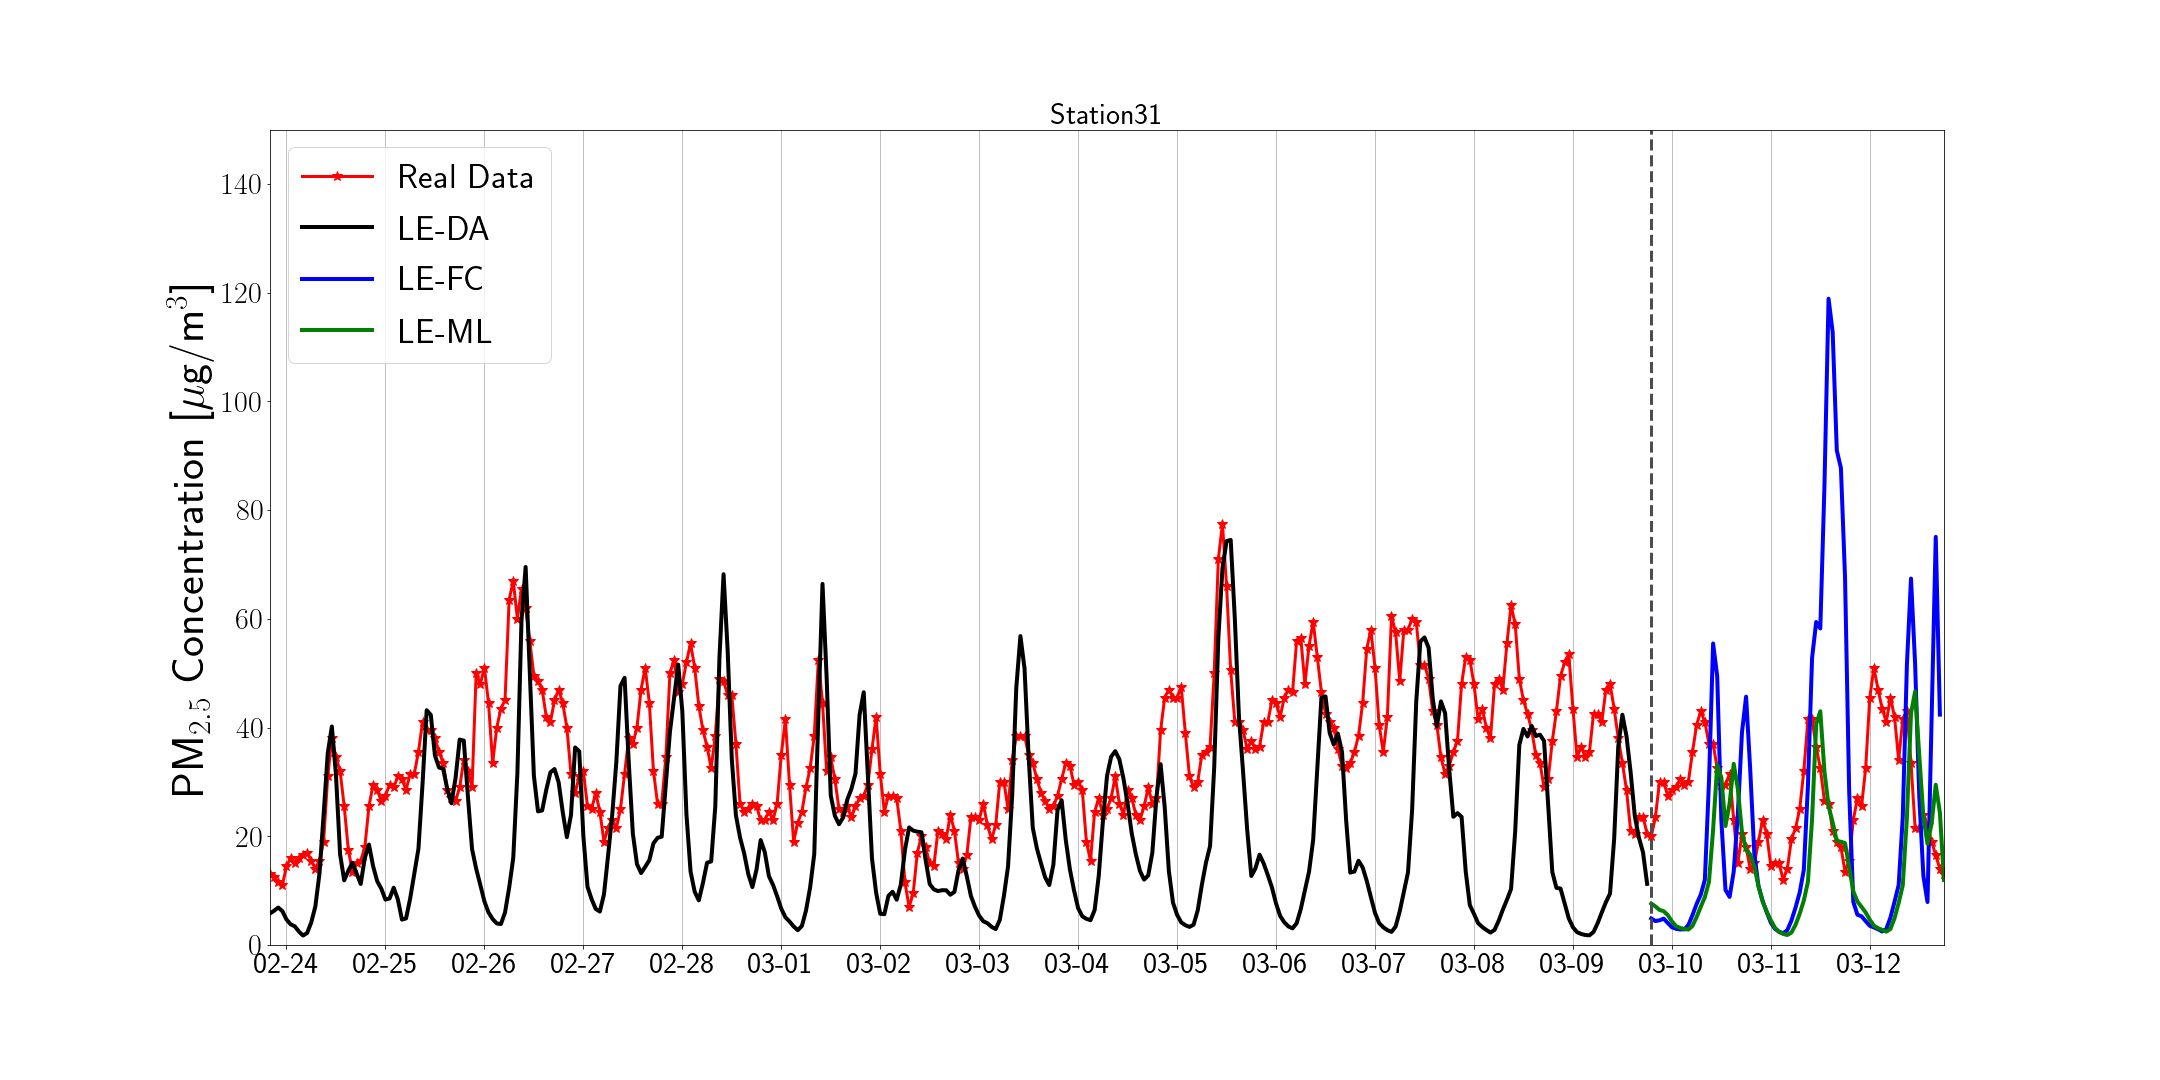 Station31
Real Data
LE-DA
LE-FC
LE-ML
PM2.5 Concentration [μg/m³]
140
120
100
80
60
40
20
0
02-24 02-25 02-26 02-27 02-28 03-01 03-02 03-03 03-04 03-05 03-06 03-07 03-08 03-09 03-10 03-11 03-12